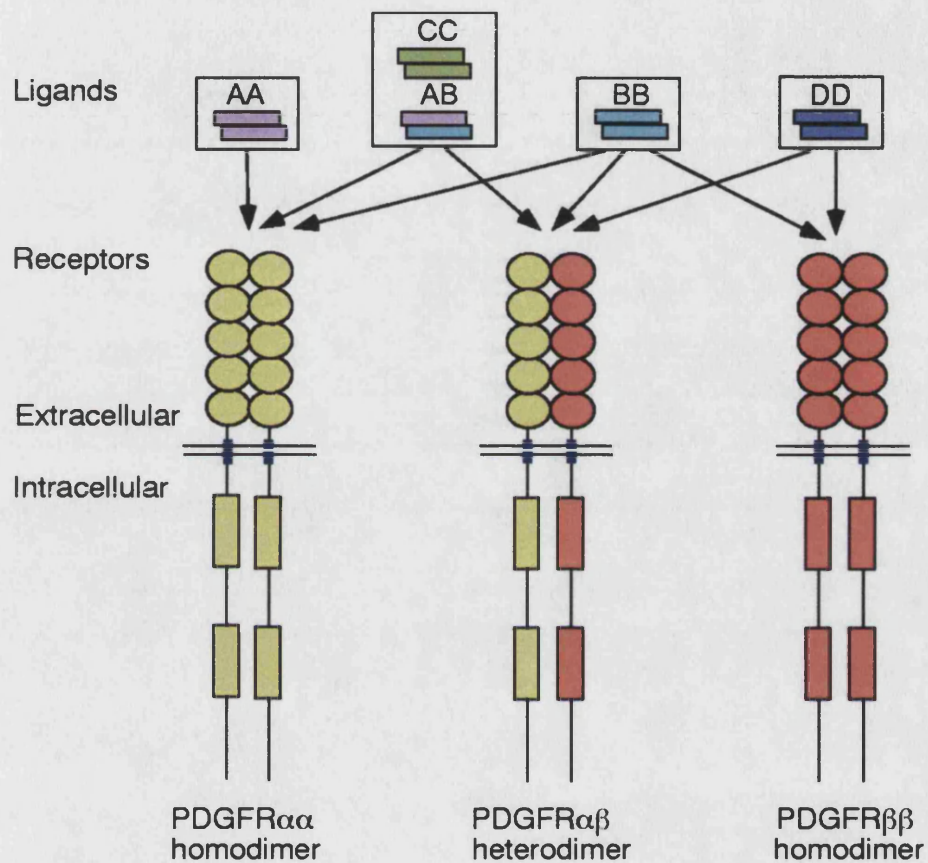 CC
Ligands
AA
AB
BB
DD
Receptors
Extracellular
Intracellular
PDGFRαα
homodimer
PDGFRαβ
heterodimer
PDGFRββ
homodimer